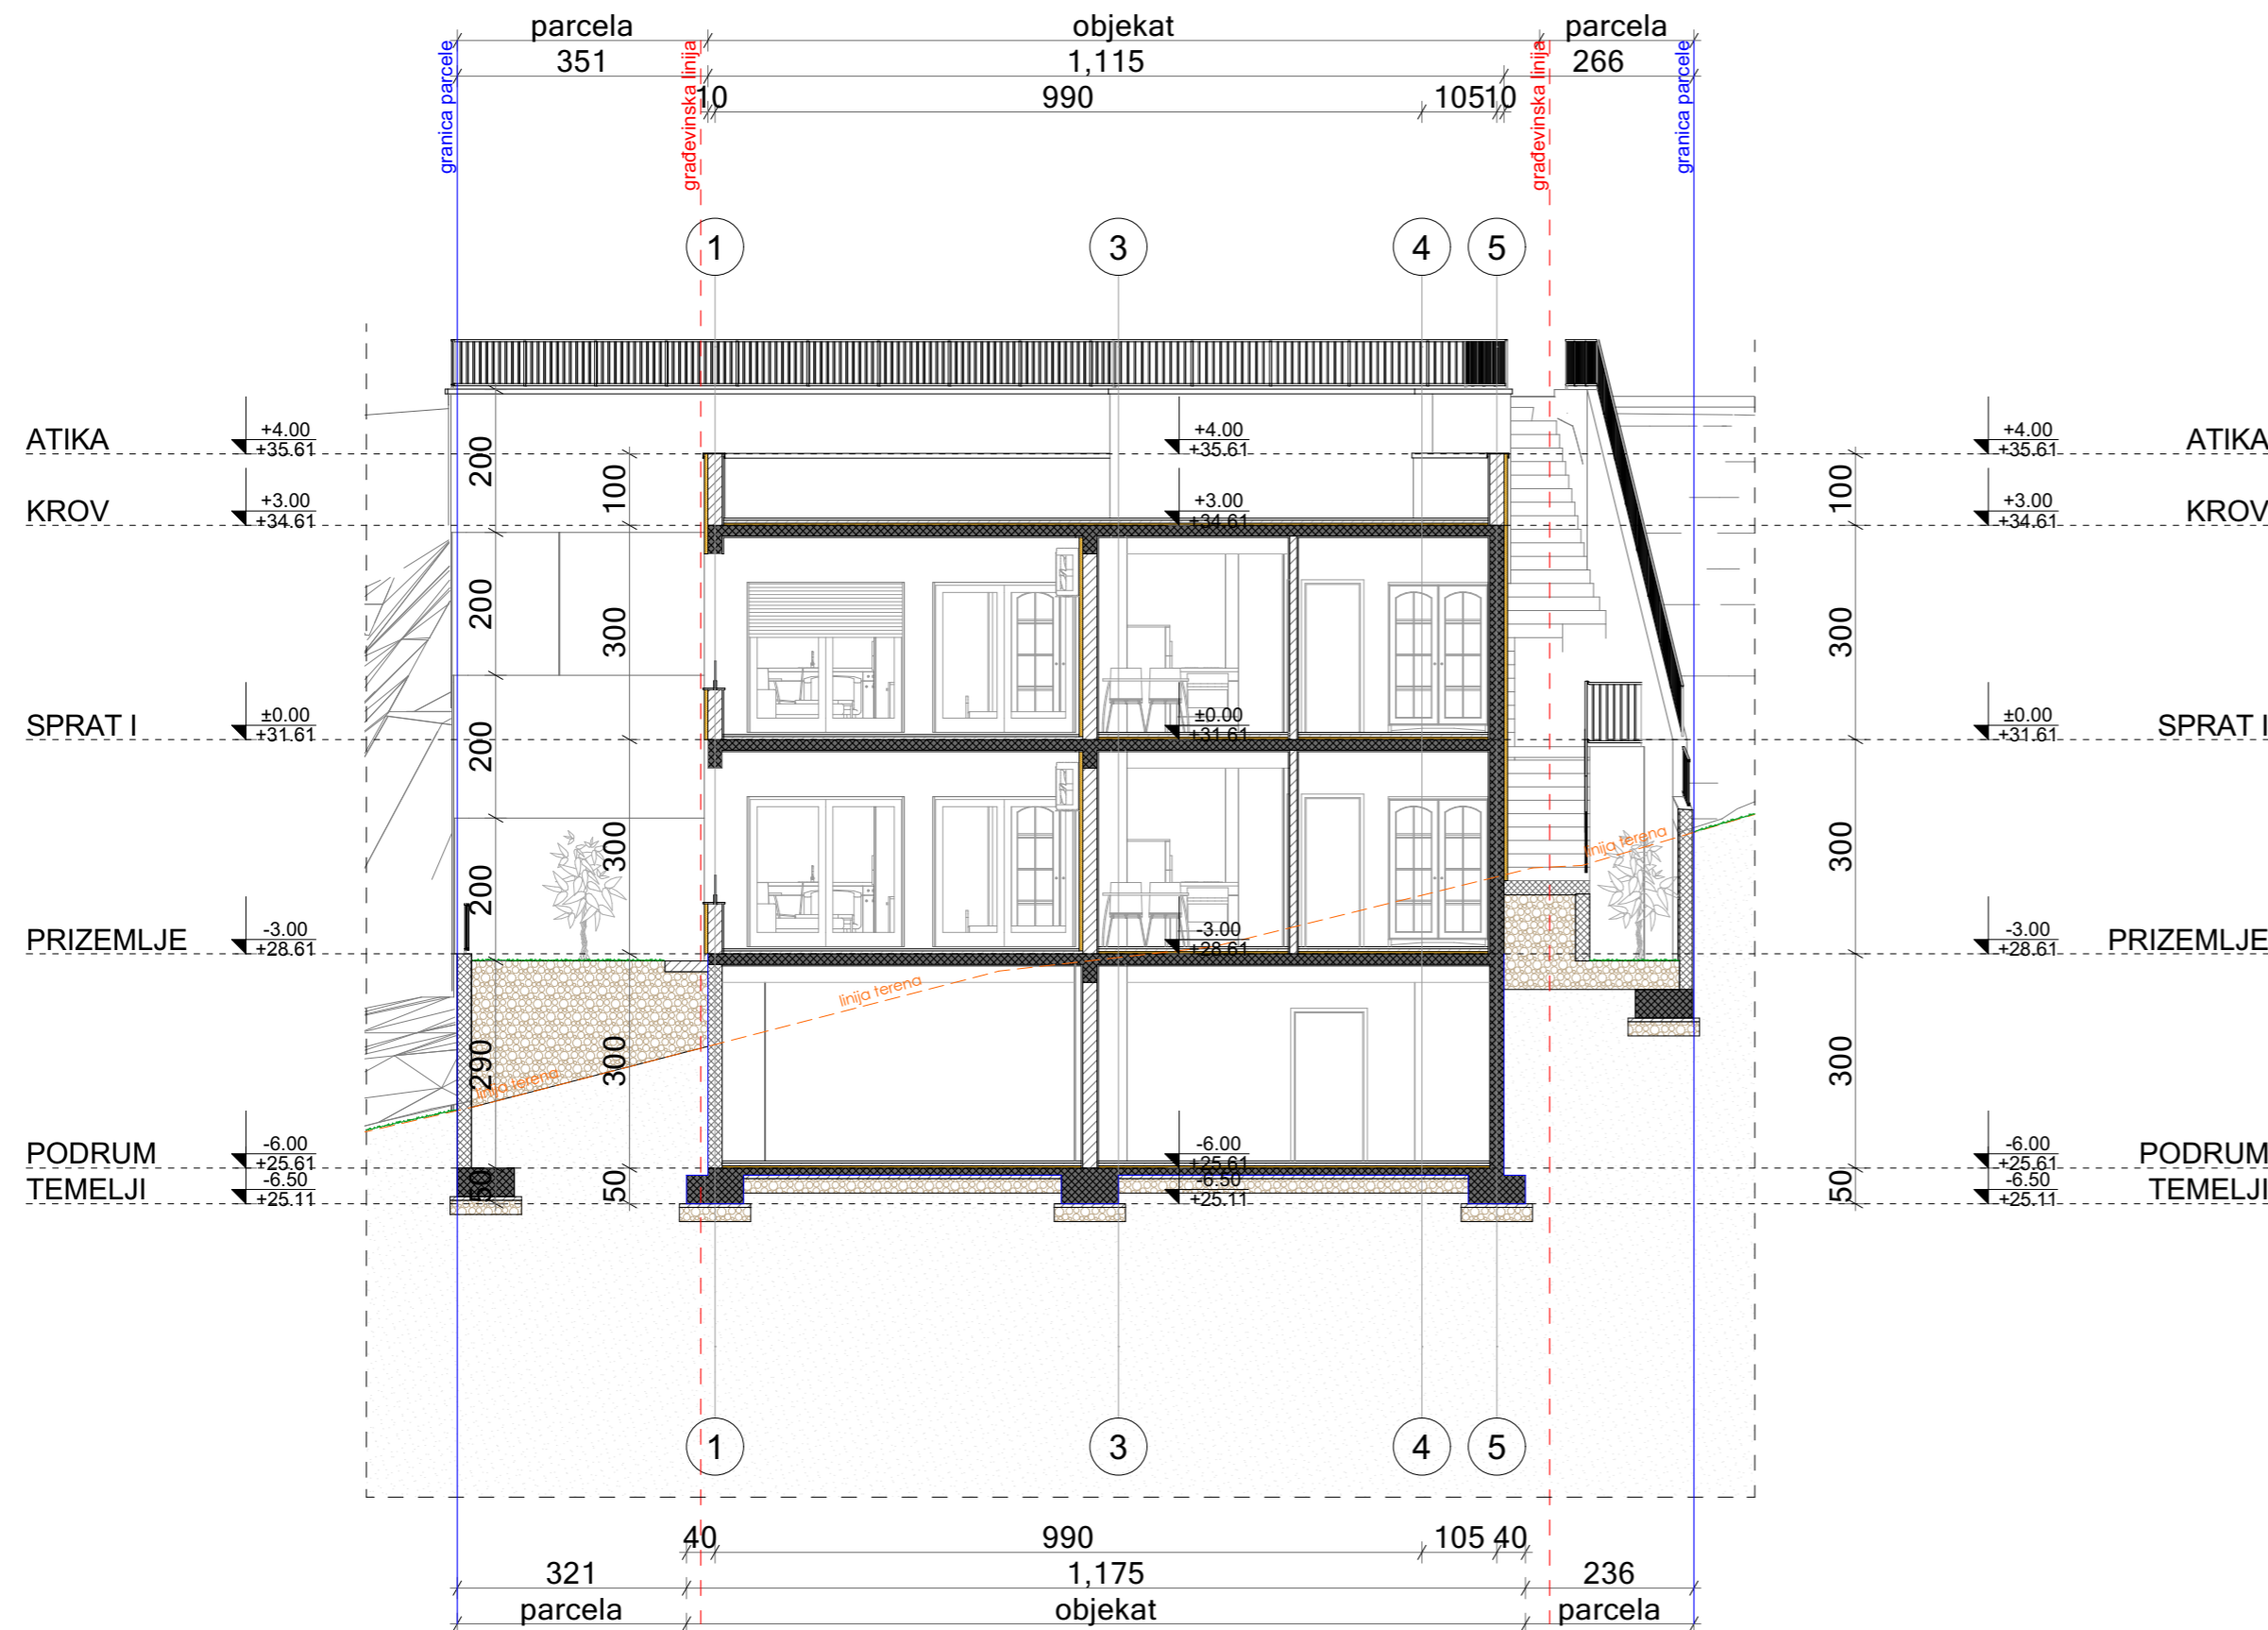 parcela objekat parcela
351 1,115 266
10 990 105 10
granica parcele
građevinska linija
građevinska linija
granica parcele
1 3 4 5
ATIKA +4.00 +4.00 +4.00 ATIKA
+35.61 +35.61 +35.61
200 100 100
KROV +3.00 +3.00 +3.00 KROV
+34.61 +34.61 +34.61
200 300 300
SPRAT I ±0.00 ±0.00 ±0.00 SPRAT I
+31.61 +31.61 +31.61
200
linija terena
300 300
200
PRIZEMLJE -3.00 -3.00 -3.00 PRIZEMLJE
+28.61 +28.61 +28.61
linija terena
290 300 300
linija terena
PODRUM -6.00 -6.00 -6.00 PODRUM
+25.61 +25.61 +25.61
50 50 50
TEMELJI -6.50 -6.50 -6.50 TEMELJI
+25.11 +25.11 +25.11
1 3 4 5
40 990 105 40
321 1,175 236
parcela objekat parcela